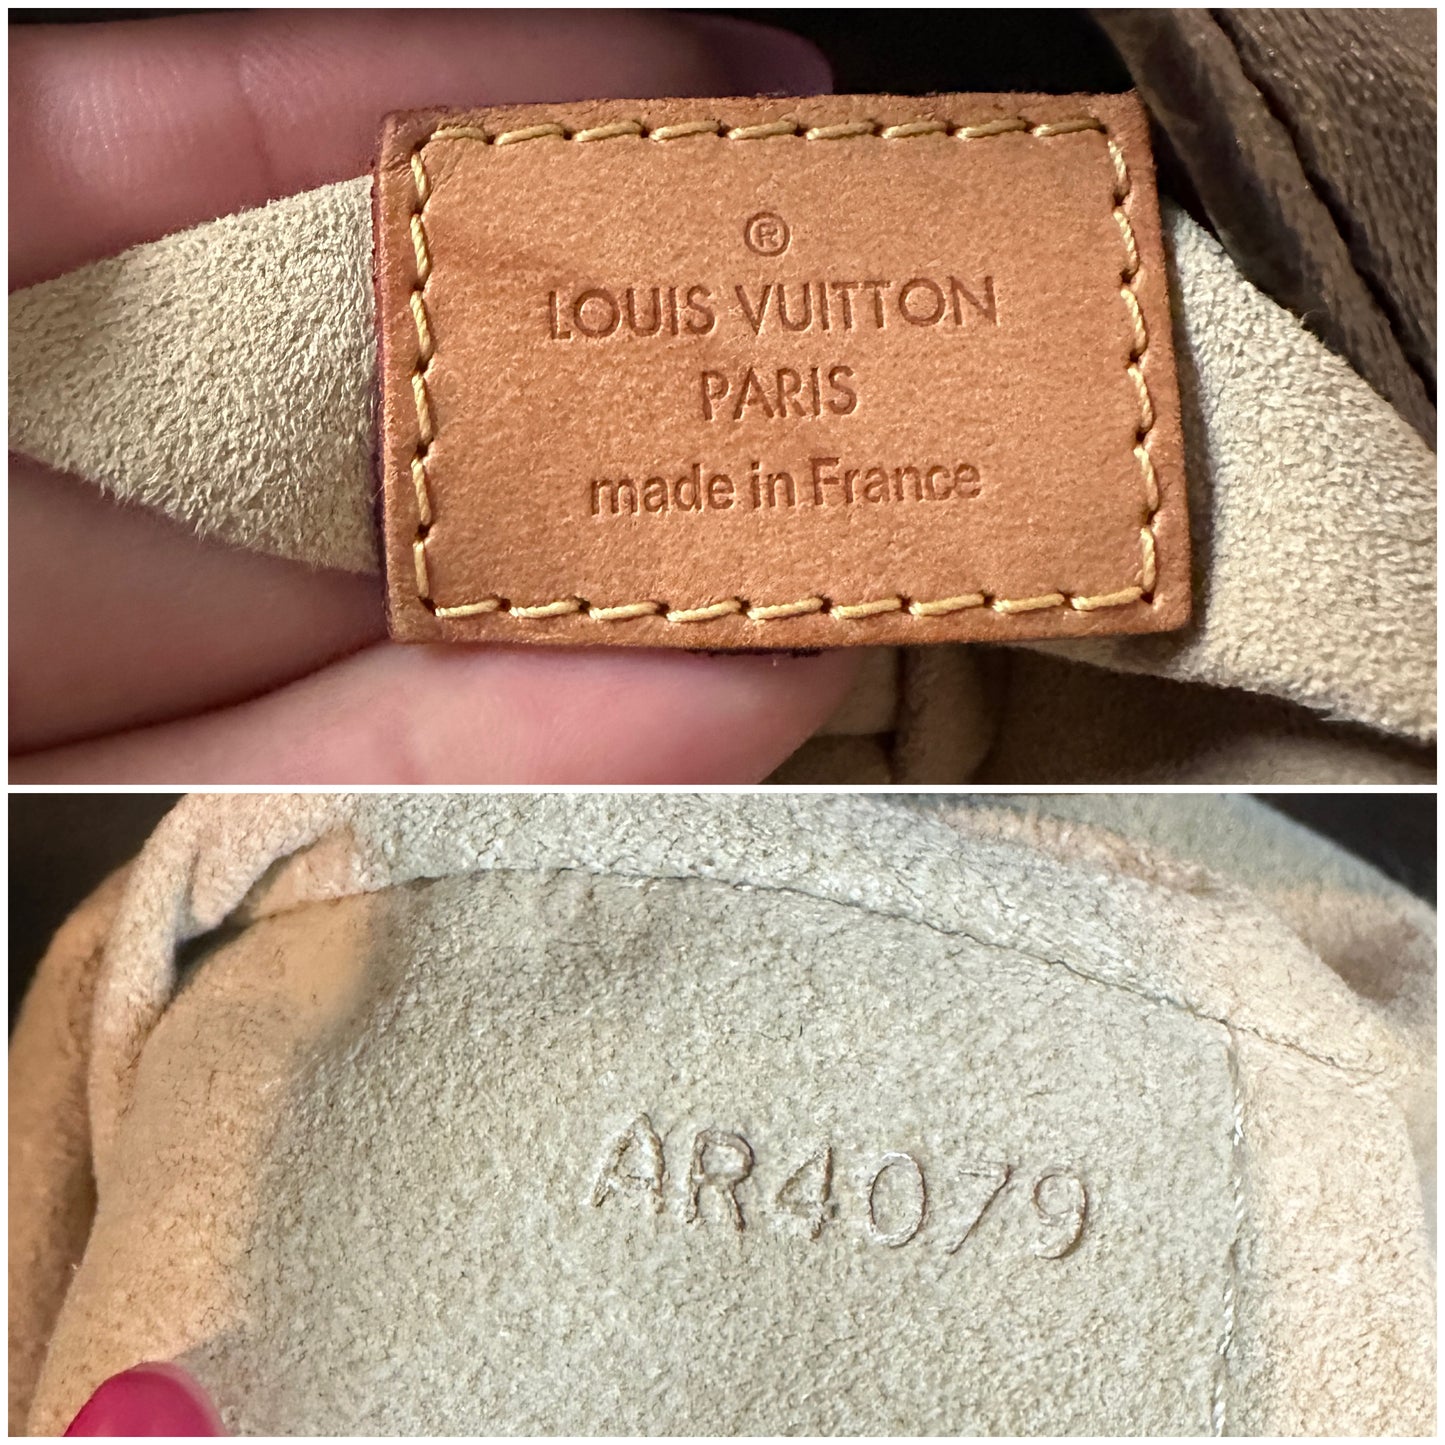 ®
LOUIS VUITTON
PARIS
made in France
AR4079